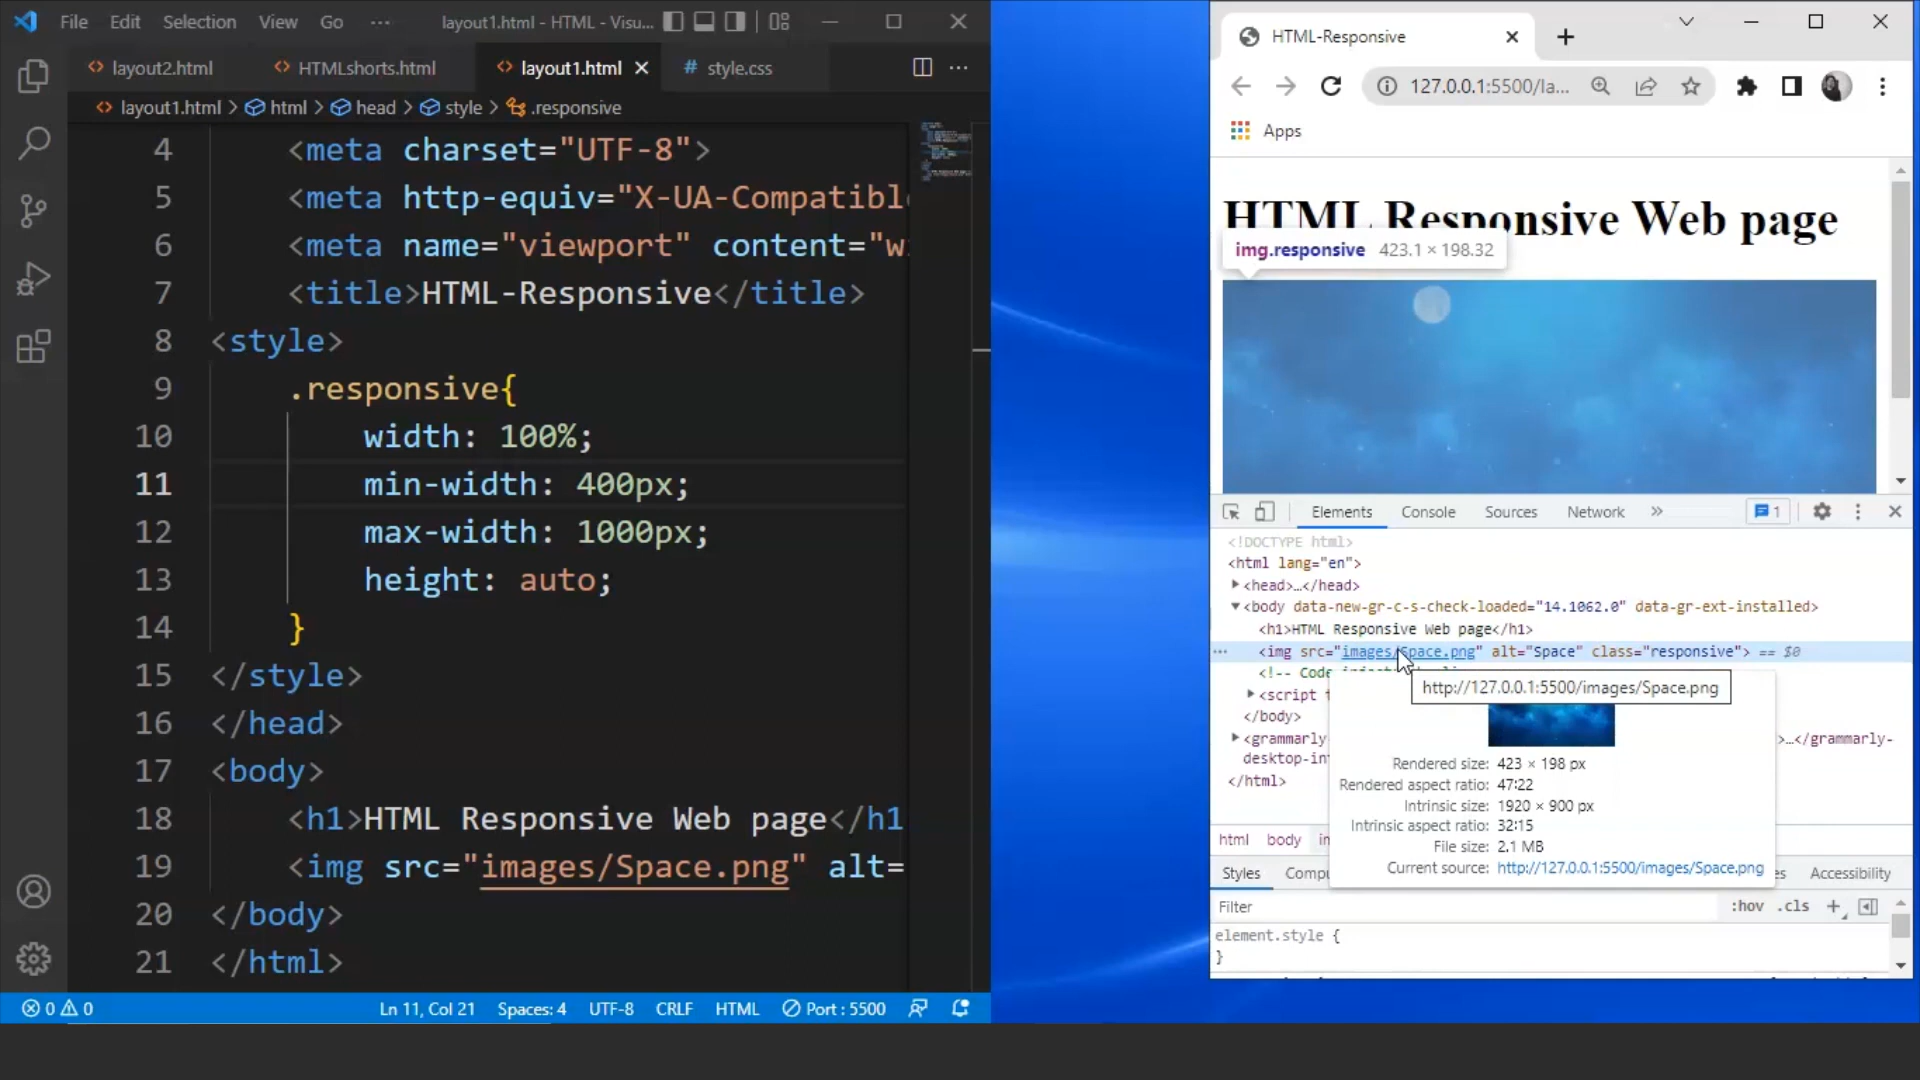 File Edit Selection View Go ··· layout1.html - HTML - Visu...
layout2.html HTMLshorts.html layout1.html # style.css
layout1.html > html > head > style > .responsive
4 <meta charset="UTF-8">
5 <meta http-equiv="X-UA-Compatibl
6 <meta name="viewport" content="w
7 <title>HTML-Responsive</title>
8 <style>
9 .responsive{
10 width: 100%;
11 min-width: 400px;
12 max-width: 1000px;
13 height: auto;
14 }
15 </style>
16 </head>
17 <body>
18 <h1>HTML Responsive Web page</h1
19 <img src="images/Space.png" alt=
20 </body>
21 </html>
0 0 Ln 11, Col 21 Spaces: 4 UTF-8 CRLF HTML Port : 5500
HTML-Responsive
127.0.0.1:5500/la...
Apps
HTML Responsive Web page
img.responsive 423.1 × 198.32
Elements Console Sources Network » 1
<!DOCTYPE html>
<html lang="en">
<head>…</head>
<body data-new-gr-c-s-check-loaded="14.1062.0" data-gr-ext-installed>
<h1>HTML Responsive Web page</h1>
<img src="images/Space.png" alt="Space" class="responsive"> == $0
<!-- Code
http://127.0.0.1:5500/images/Space.png
<script
</body>
<grammarly- >…</grammarly-
desktop-in
</html>
Rendered size: 423 × 198 px
Rendered aspect ratio: 47∶22
Intrinsic size: 1920 × 900 px
Intrinsic aspect ratio: 32∶15
File size: 2.1 MB
Current source: http://127.0.0.1:5500/images/Space.png
html body
Styles Compu es Accessibility
Filter :hov .cls +
element.style {
}